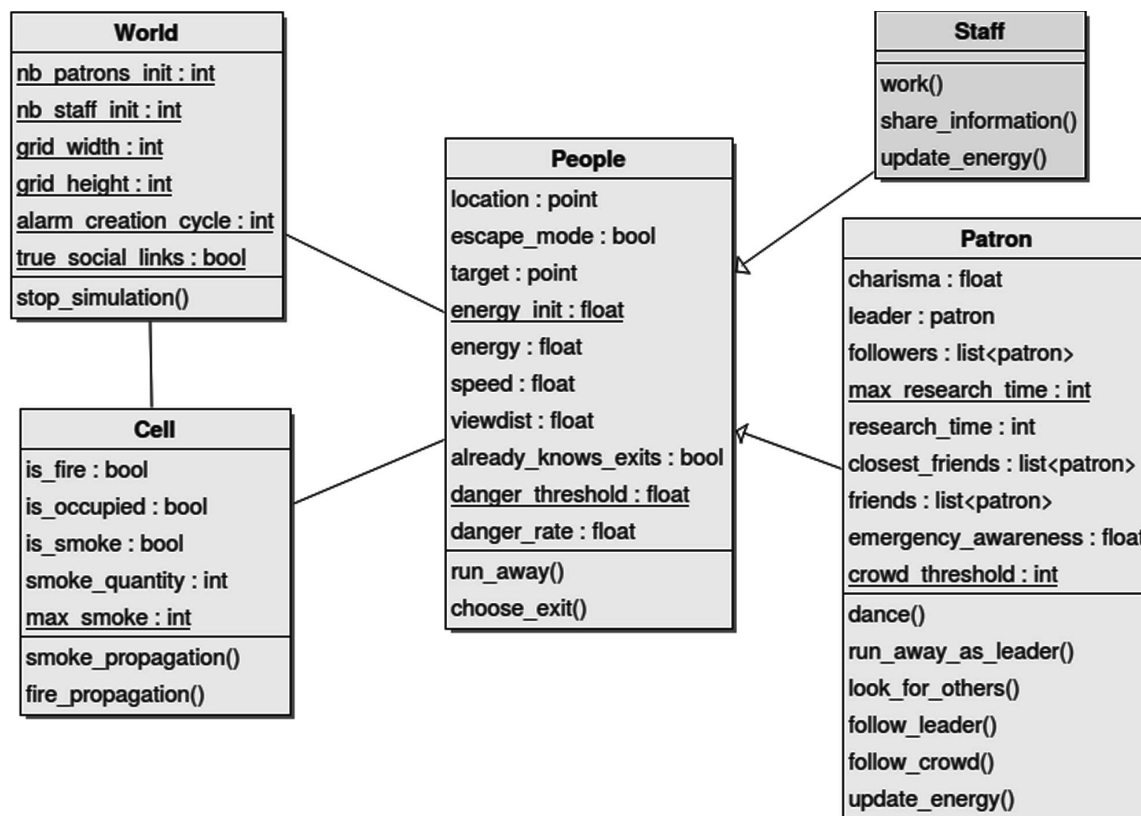 World
nb_patrons_init : int
nb_staff_init : int
grid_width : int
grid_height : int
alarm_creation_cycle : int
true_social_links : bool
stop_simulation()
Cell
is_fire : bool
is_occupied : bool
is_smoke : bool
smoke_quantity : int
max_smoke : int
smoke_propagation()
fire_propagation()
People
location : point
escape_mode : bool
target : point
energy_init : float
energy : float
speed : float
viewdist : float
already_knows_exits : bool
danger_threshold : float
danger_rate : float
run_away()
choose_exit()
Staff
work()
share_information()
update_energy()
Patron
charisma : float
leader : patron
followers : list<patron>
max_research_time : int
research_time : int
closest_friends : list<patron>
friends : list<patron>
emergency_awareness : float
crowd_threshold : int
dance()
run_away_as_leader()
look_for_others()
follow_leader()
follow_crowd()
update_energy()